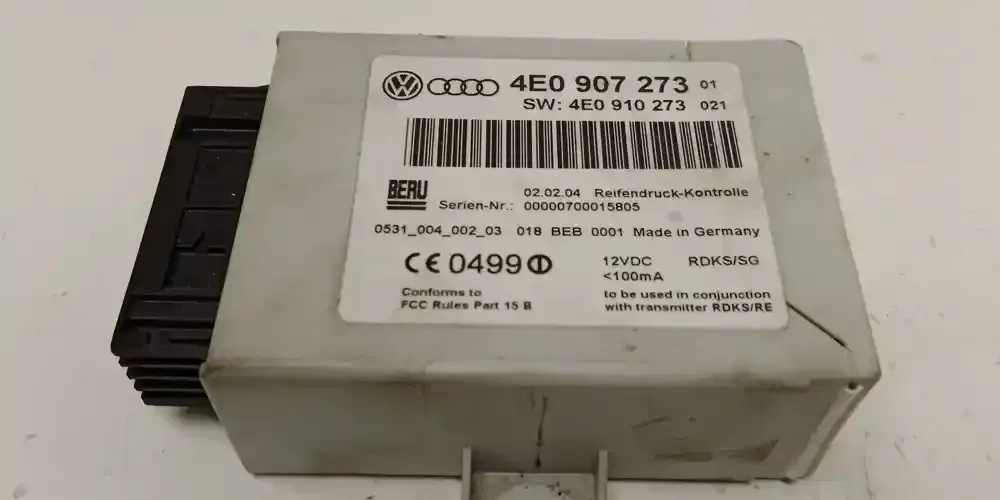 4E0 907 273 01
SW: 4E0 910 273 021
BERU
02.02.04 Reifendruck-Kontrolle
Serien-Nr.: 00000700015805
0531_004_002_03 018 BEB 0001 Made in Germany
CE 0499 12VDC RDKS/SG
<100mA
Conforms to
FCC Rules Part 15 B
to be used in conjunction
with transmitter RDKS/RE